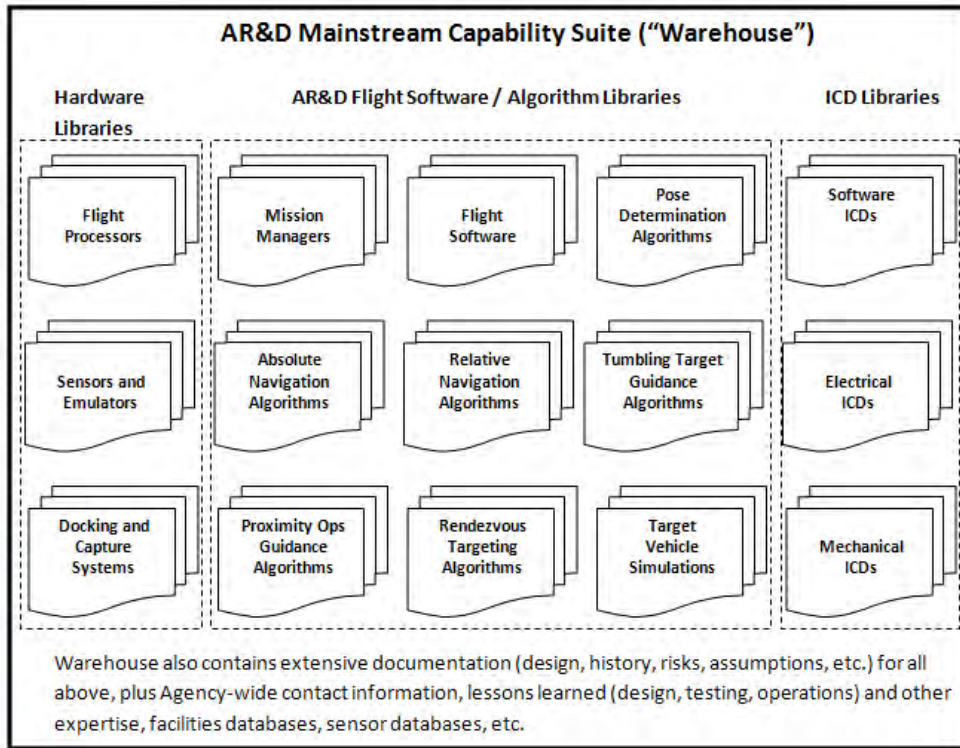 AR&D Mainstream Capability Suite (“Warehouse”)
Hardware
Libraries
AR&D Flight Software / Algorithm Libraries
ICD Libraries
Flight
Processors
Mission
Managers
Flight
Software
Pose
Determination
Algorithms
Software
ICDs
Sensors and
Emulators
Absolute
Navigation
Algorithms
Relative
Navigation
Algorithms
Tumbling Target
Guidance
Algorithms
Electrical
ICDs
Docking and
Capture
Systems
Proximity Ops
Guidance
Algorithms
Rendezvous
Targeting
Algorithms
Target
Vehicle
Simulations
Mechanical
ICDs
Warehouse also contains extensive documentation (design, history, risks, assumptions, etc.) for all
above, plus Agency-wide contact information, lessons learned (design, testing, operations) and other
expertise, facilities databases, sensor databases, etc.